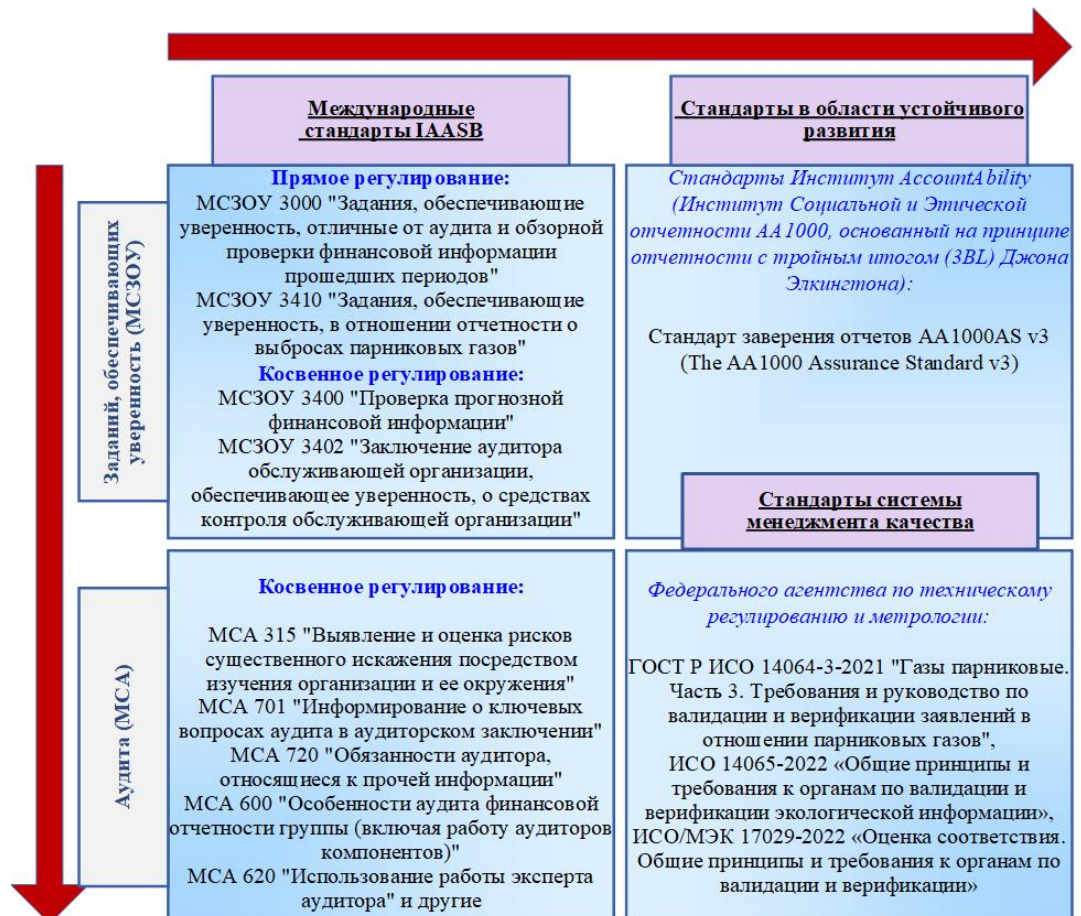 Международные
стандарты IAASB
Стандарты в области устойчивого
развития
Заданий, обеспечивающих
уверенность (МСЗОУ)
Прямое регулирование:
МСЗОУ 3000 "Задания, обеспечивающие
уверенность, отличные от аудита и обзорной
проверки финансовой информации
прошедших периодов"
МСЗОУ 3410 "Задания, обеспечивающие
уверенность, в отношении отчетности о
выбросах парниковых газов"
Косвенное регулирование:
МСЗОУ 3400 "Проверка прогнозной
финансовой информации"
МСЗОУ 3402 "Заключение аудитора
обслуживающей организации,
обеспечивающее уверенность, о средствах
контроля обслуживающей организации"
Стандарты Институт AccountAbility
(Институт Социальной и Этической
отчетности AA1000, основанный на принципе
отчетности с тройным итогом (3BL) Джона
Элкингтона):
Стандарт заверения отчетов AA1000AS v3
(The AA1000 Assurance Standard v3)
Стандарты системы
менеджмента качества
Аудита (МСА)
Косвенное регулирование:
МСА 315 "Выявление и оценка рисков
существенного искажения посредством
изучения организации и ее окружения"
МСА 701 "Информирование о ключевых
вопросах аудита в аудиторском заключении"
МСА 720 "Обязанности аудитора,
относящиеся к прочей информации"
МСА 600 "Особенности аудита финансовой
отчетности группы (включая работу аудиторов
компонентов)"
МСА 620 "Использование работы эксперта
аудитора" и другие
Федерального агентства по техническому
регулированию и метрологии:
ГОСТ Р ИСО 14064-3-2021 "Газы парниковые.
Часть 3. Требования и руководство по
валидации и верификации заявлений в
отношении парниковых газов",
ИСО 14065-2022 «Общие принципы и
требования к органам по валидации и
верификации экологической информации»,
ИСО/МЭК 17029-2022 «Оценка соответствия.
Общие принципы и требования к органам по
валидации и верификации»